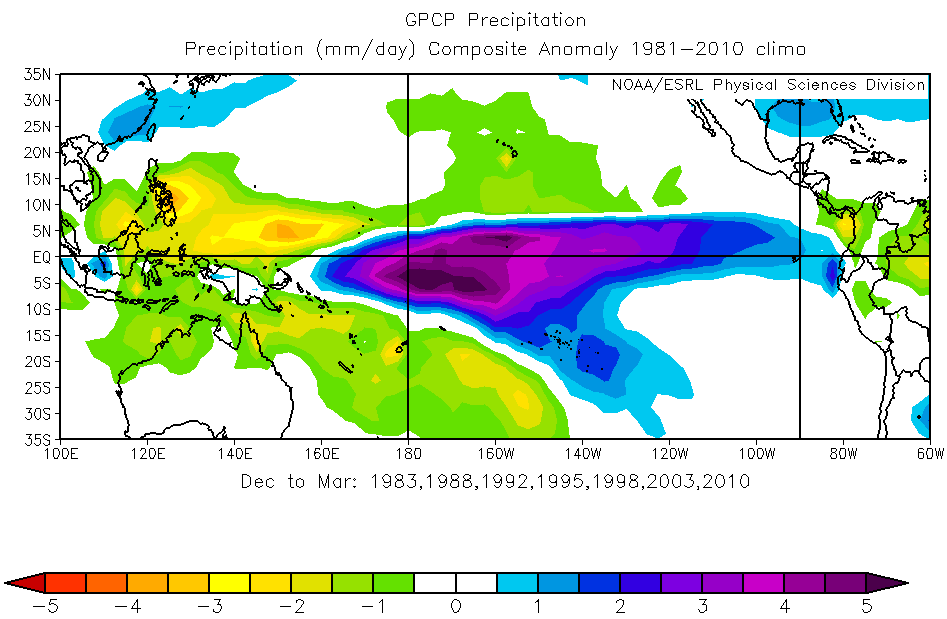 GPCP Precipitation
Precipitation (mm/day) Composite Anomaly 1981-2010 climo
NOAA/ESRL Physical Sciences Division
35N
30N
25N
20N
15N
10N
5N
EQ
5S
10S
15S
20S
25S
30S
35S
100E 120E 140E 160E 180 160W 140W 120W 100W 80W 60W
Dec to Mar: 1983,1988,1992,1995,1998,2003,2010
-5 -4 -3 -2 -1 0 1 2 3 4 5